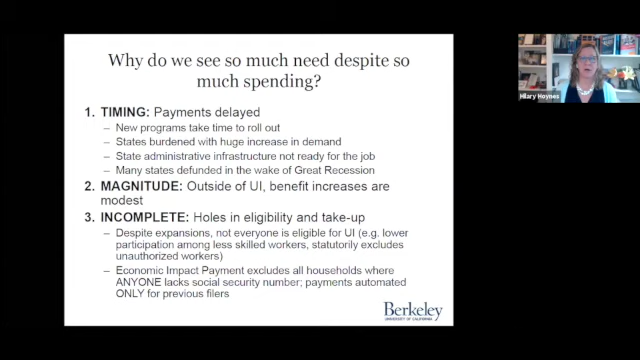 Why do we see so much need despite so
much spending?
1. TIMING: Payments delayed
– New programs take time to roll out
– States burdened with huge increase in demand
– State administrative infrastructure not ready for the job
– Many states defunded in the wake of Great Recession
2. MAGNITUDE: Outside of UI, benefit increases are
modest
3. INCOMPLETE: Holes in eligibility and take-up
– Despite expansions, not everyone is eligible for UI (e.g. lower
participation among less skilled workers, statutorily excludes
unauthorized workers)
– Economic Impact Payment excludes all households where
ANYONE lacks social security number; payments automated
ONLY for previous filers
Berkeley
UNIVERSITY OF CALIFORNIA
Hilary Hoynes